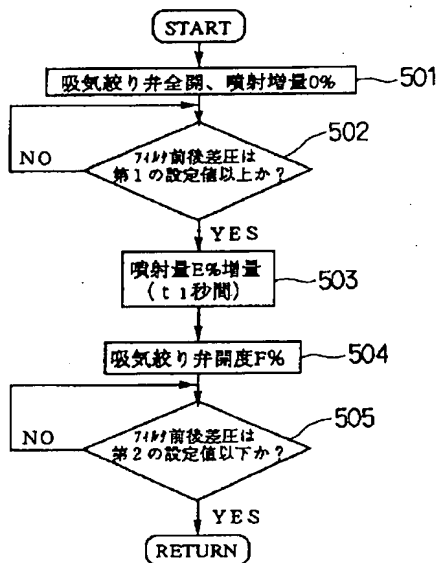 START
吸気絞り弁全開、噴射増量0%
501
502
NO
フィルタ前後差圧は
第1の設定値以上か?
YES
噴射量E%増量
(t1秒間)
503
吸気絞り弁開度F%
504
505
NO
フィルタ前後差圧は
第2の設定値以下か?
YES
RETURN